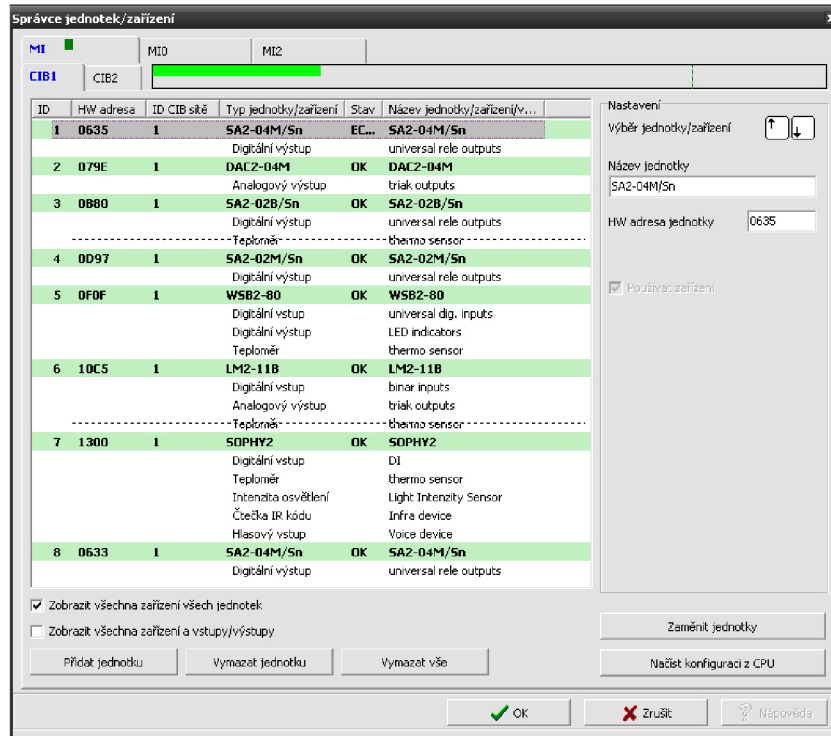 Správce jednotek/zařízení
MI MI0 MI2
CIB1 CIB2
ID HW adresa ID CIB sítě Typ jednotky/zařízení Stav Název jednotky/zařízení/v...
1 0635 1 SA2-04M/Sn EC... SA2-04M/Sn
Digitální výstup universal rele outputs
2 079E 1 DAC2-04M OK DAC2-04M
Analogový výstup triak outputs
3 0B80 1 SA2-02B/Sn OK SA2-02B/Sn
Digitální výstup universal rele outputs
Teploměr thermo sensor
4 0D97 1 SA2-02M/Sn OK SA2-02M/Sn
Digitální výstup universal rele outputs
5 0F0F 1 WSB2-80 OK WSB2-80
Digitální vstup universal dig. inputs
Digitální výstup LED indicators
Teploměr thermo sensor
6 10C5 1 LM2-11B OK LM2-11B
Digitální vstup binar inputs
Analogový výstup triak outputs
Teploměr thermo sensor
7 1300 1 SOPHY2 OK SOPHY2
Digitální vstup DI
Teploměr thermo sensor
Intenzita osvětlení Light Intenzity Sensor
Čtečka IR kódu Infra device
Hlasový vstup Voice device
8 0633 1 SA2-04M/Sn OK SA2-04M/Sn
Digitální výstup universal rele outputs
Nastavení
Výběr jednotky/zařízení
Název jednotky
SA2-04M/Sn
HW adresa jednotky 0635
Používat zařízení
Zobrazit všechna zařízení všech jednotek
Zobrazit všechna zařízení a vstupy/výstupy
Přidat jednotku Vymazat jednotku Vymazat vše
Zaměnit jednotky
Načíst konfiguraci z CPU
OK Zrušit Nápověda